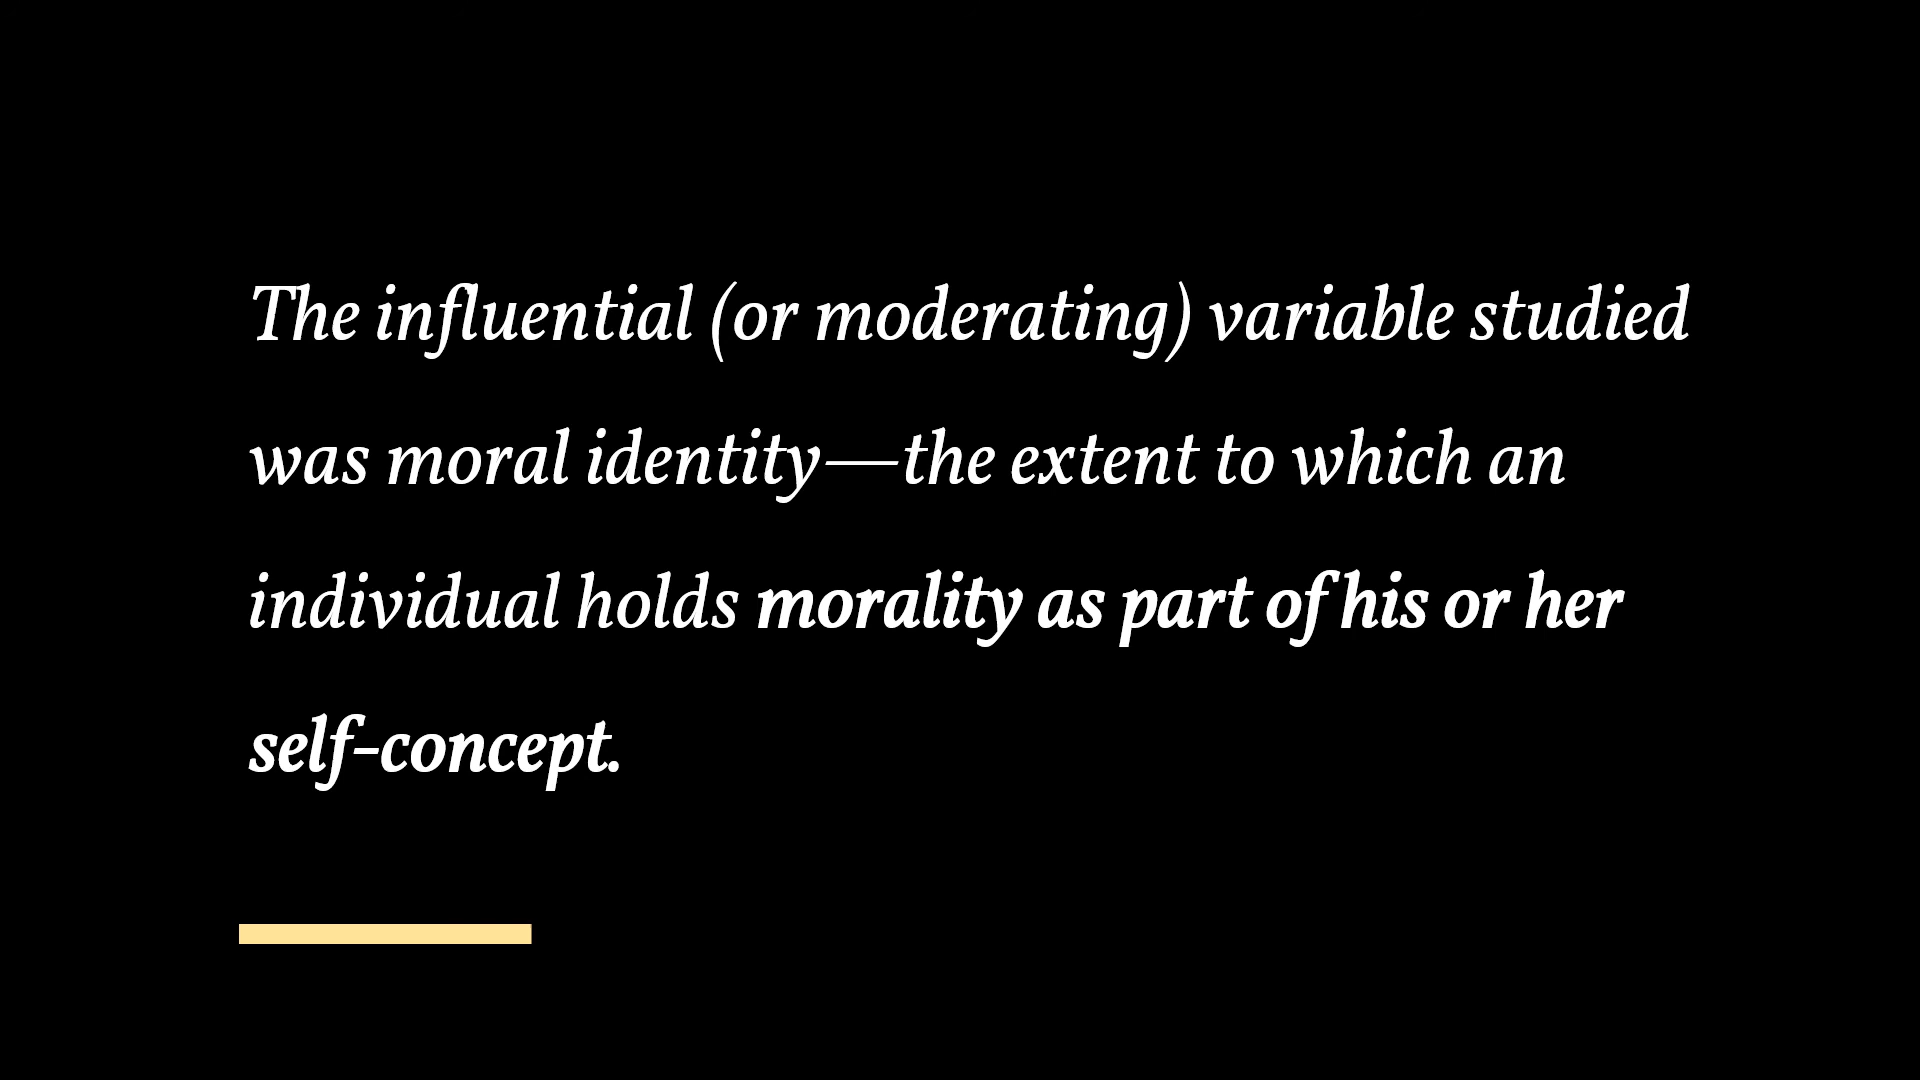 The influential (or moderating) variable studied
was moral identity—the extent to which an
individual holds morality as part of his or her
self-concept.